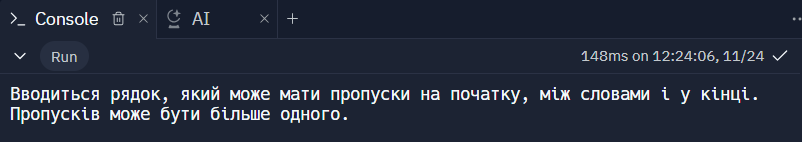 Console AI
Run 148ms on 12:24:06, 11/24
Вводиться рядок, який може мати пропуски на початку, між словами і у кінці.
Пропусків може бути більше одного.